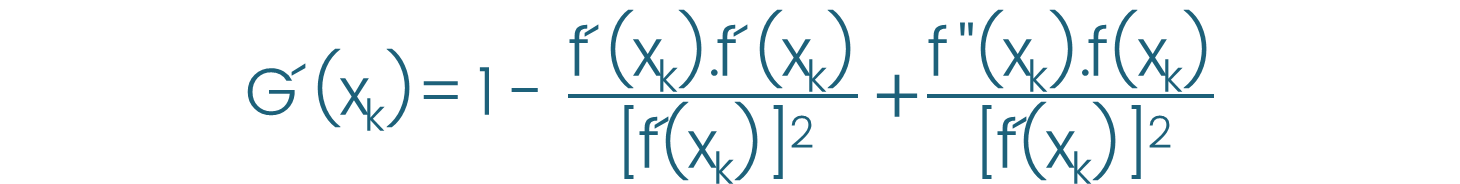 G´(xₖ) = 1 - f´(xₖ).f´(xₖ) / [f´(xₖ)]² + f "(xₖ).f(xₖ) / [f´(xₖ)]²